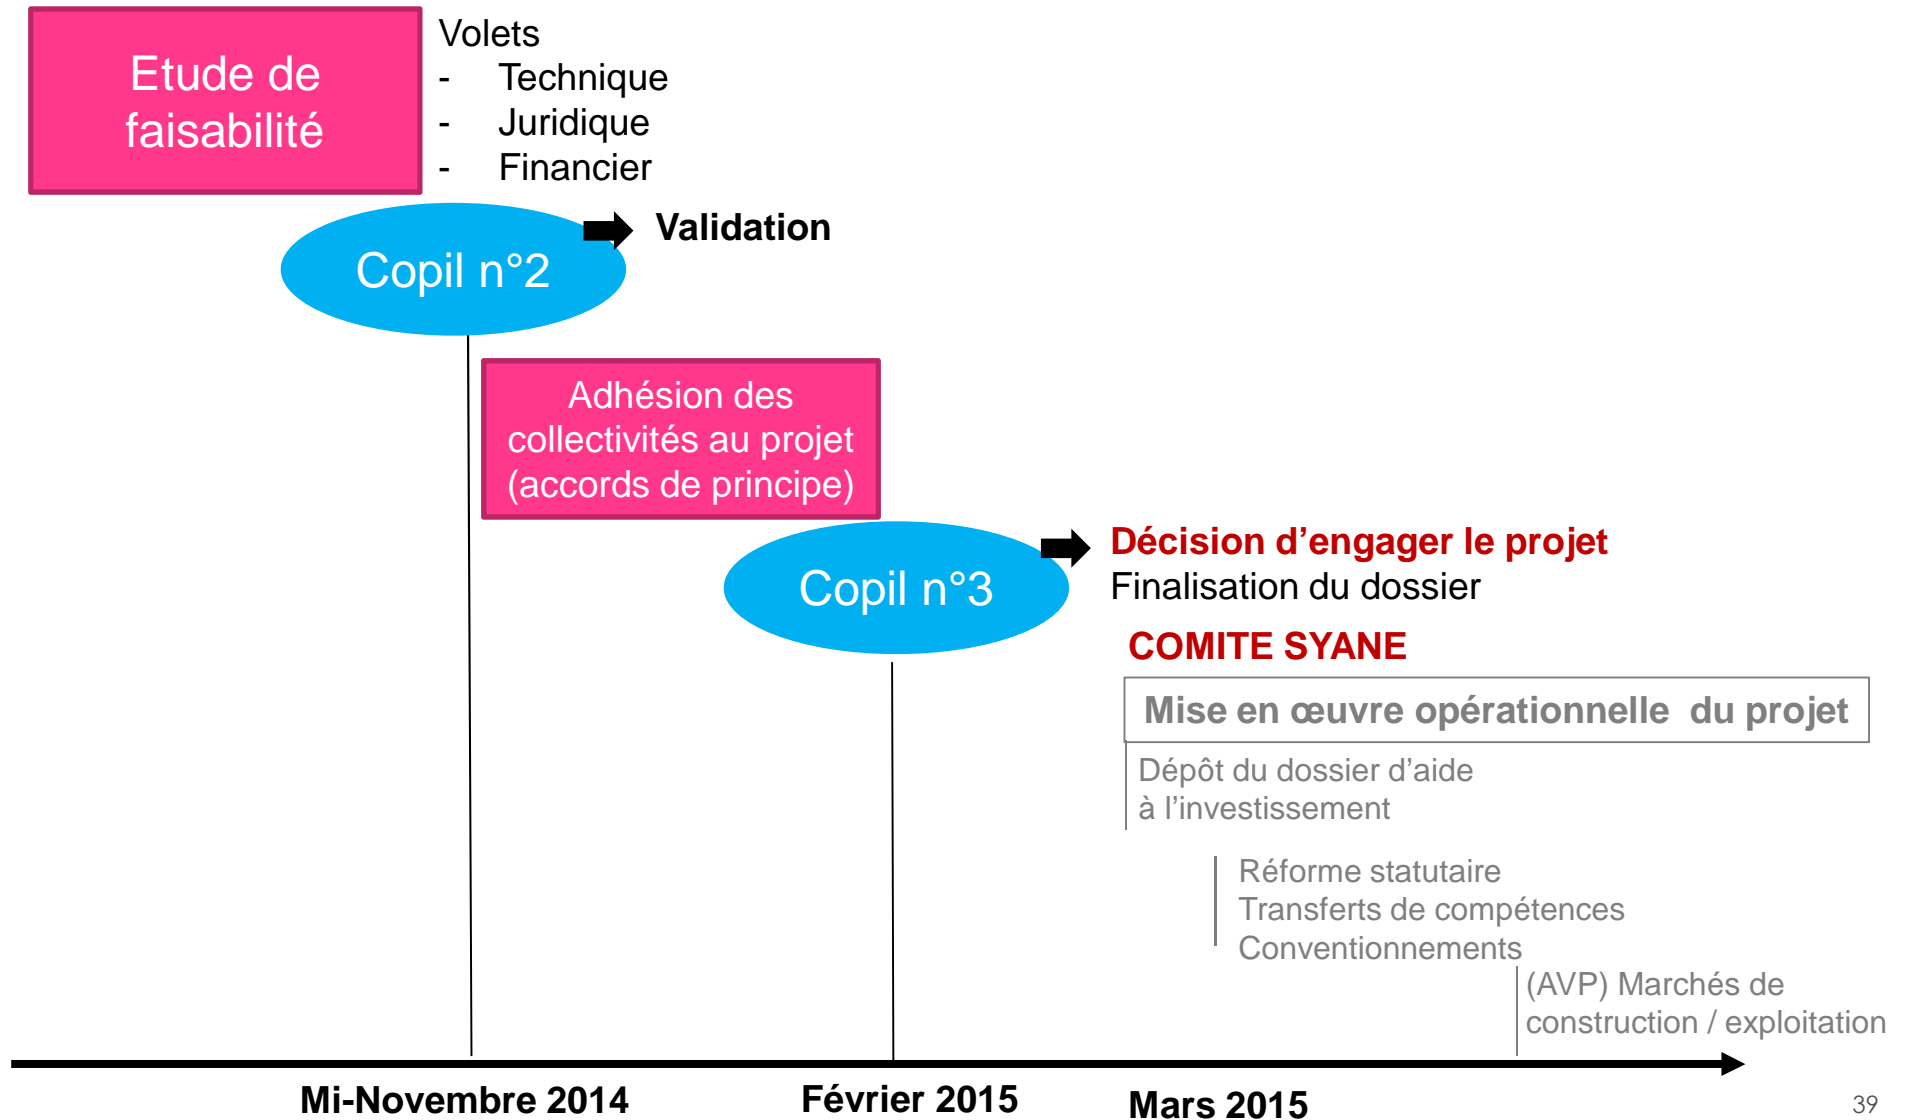 Etude de
faisabilité
Volets
- Technique
- Juridique
- Financier
Validation
Copil n°2
Adhésion des
collectivités au projet
(accords de principe)
Copil n°3
Décision d’engager le projet
Finalisation du dossier
COMITE SYANE
Mise en œuvre opérationnelle du projet
Dépôt du dossier d’aide
à l’investissement
Réforme statutaire
Transferts de compétences
Conventionnements
(AVP) Marchés de
construction / exploitation
Mi-Novembre 2014
Février 2015
Mars 2015
39